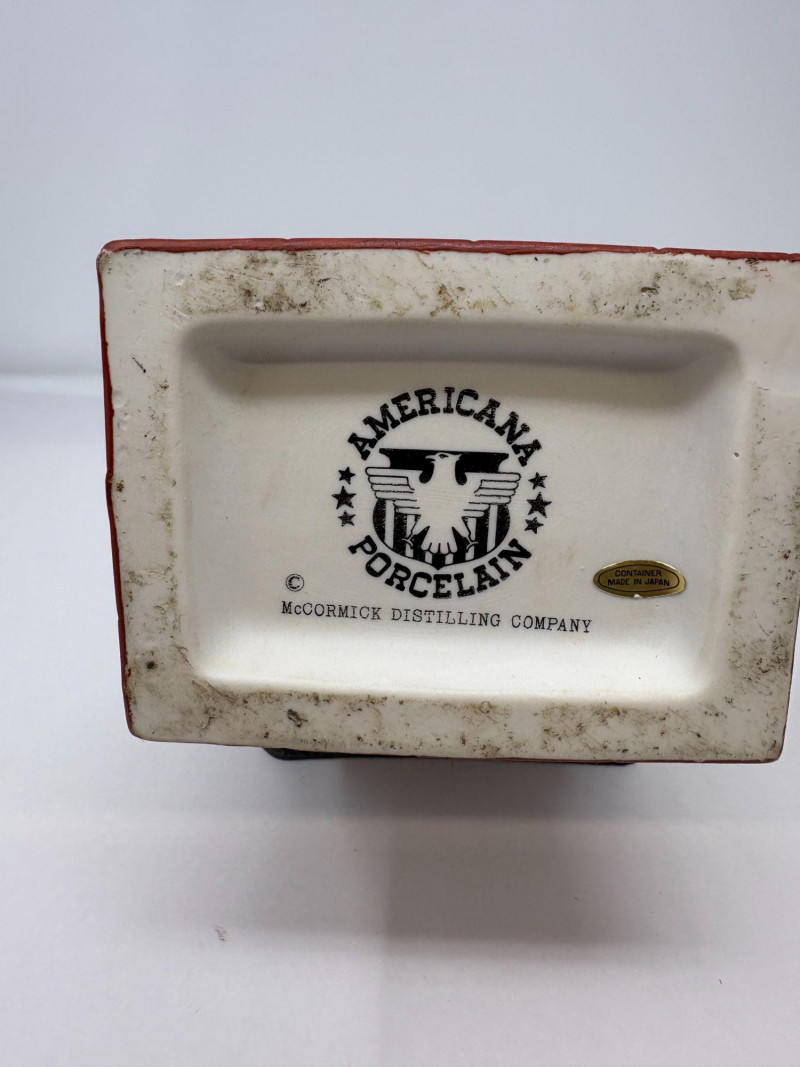 AMERICANA
PORCELAIN
©
McCORMICK DISTILLING COMPANY
CONTAINER
MADE IN JAPAN